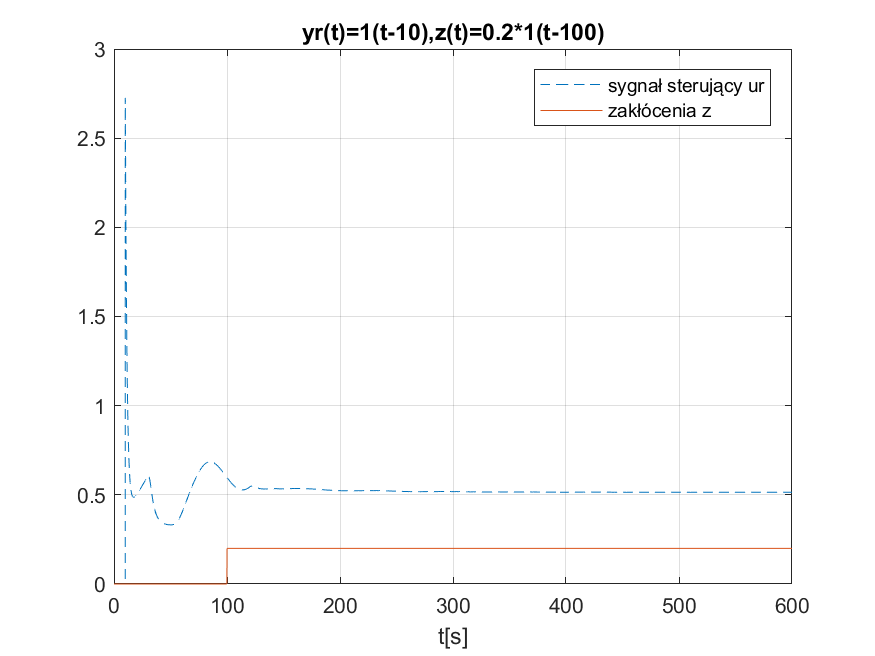 yr(t)=1(t-10),z(t)=0.2*1(t-100)
sygnał sterujący ur
zakłócenia z
3
2.5
2
1.5
1
0.5
0
0 100 200 300 400 500 600
t[s]